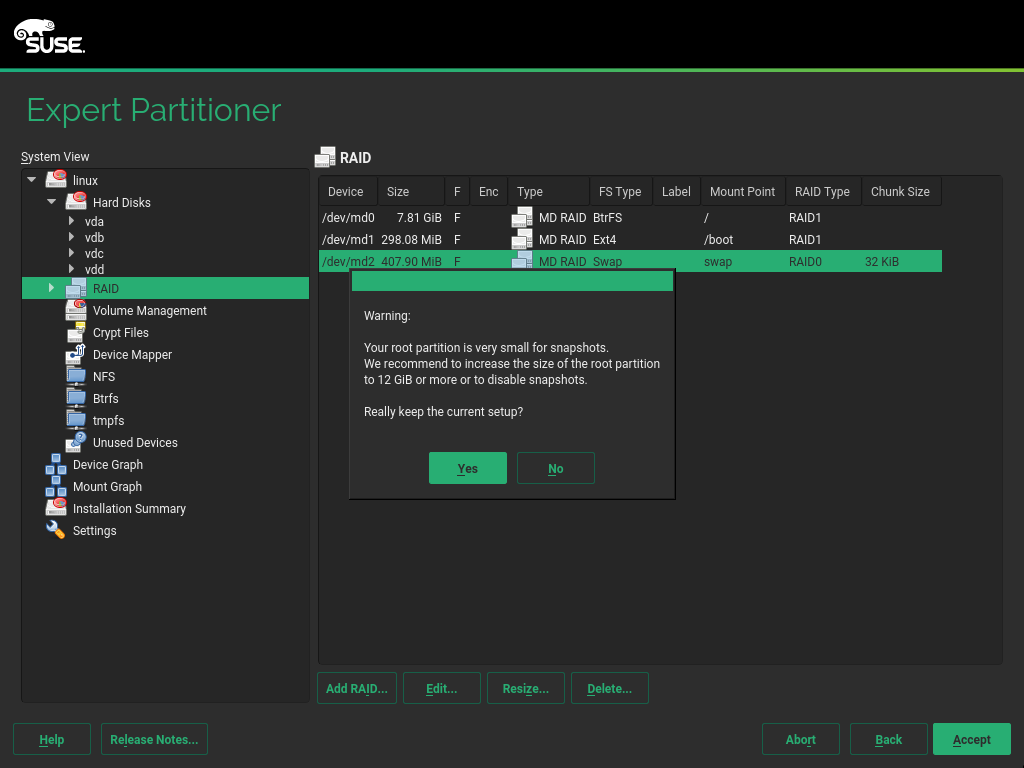 SUSE.
Expert Partitioner
System View
linux
Hard Disks
vda
vdb
vdc
vdd
RAID
Volume Management
Crypt Files
Device Mapper
NFS
Btrfs
tmpfs
Unused Devices
Device Graph
Mount Graph
Installation Summary
Settings
RAID
Device Size F Enc Type FS Type Label Mount Point RAID Type Chunk Size
/dev/md0 7.81 GiB F MD RAID BtrFS / RAID1
/dev/md1 298.08 MiB F MD RAID Ext4 /boot RAID1
/dev/md2 407.90 MiB F MD RAID Swap swap RAID0 32 KiB
Warning:
Your root partition is very small for snapshots.
We recommend to increase the size of the root partition
to 12 GiB or more or to disable snapshots.
Really keep the current setup?
Yes No
Add RAID... Edit... Resize... Delete...
Help Release Notes... Abort Back Accept